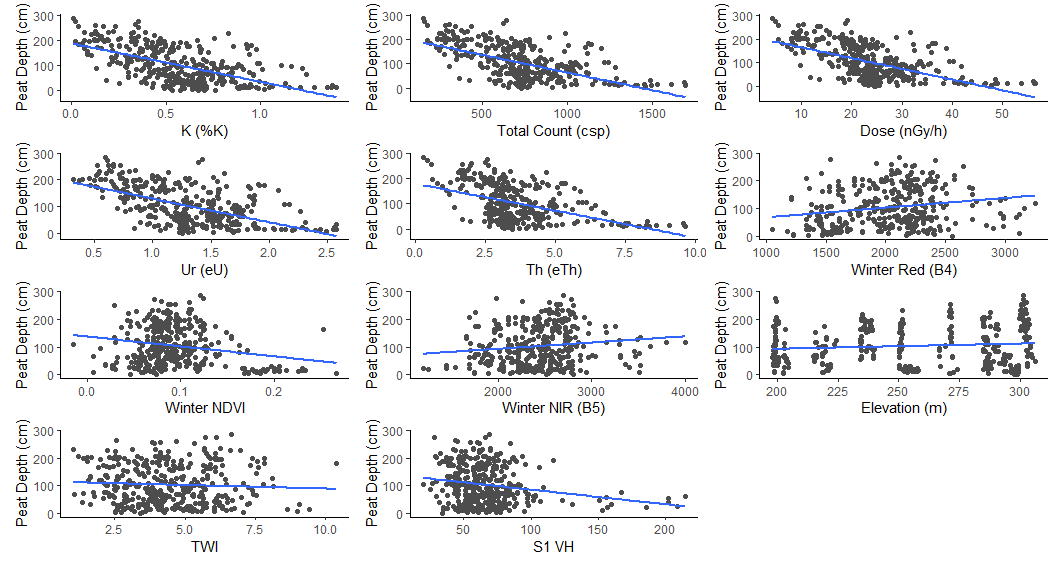 Peat Depth (cm)
300
200
100
0
0.0 0.5 1.0
K (%K)
Peat Depth (cm)
300
200
100
0
500 1000 1500
Total Count (csp)
Peat Depth (cm)
300
200
100
0
10 20 30 40 50
Dose (nGy/h)
Peat Depth (cm)
300
200
100
0
0.5 1.0 1.5 2.0 2.5
Ur (eU)
Peat Depth (cm)
300
200
100
0
0.0 2.5 5.0 7.5 10.0
Th (eTh)
Peat Depth (cm)
300
200
100
0
1000 1500 2000 2500 3000
Winter Red (B4)
Peat Depth (cm)
300
200
100
0
0.0 0.1 0.2
Winter NDVI
Peat Depth (cm)
300
200
100
0
2000 3000 4000
Winter NIR (B5)
Peat Depth (cm)
300
200
100
0
200 225 250 275 300
Elevation (m)
Peat Depth (cm)
300
200
100
0
2.5 5.0 7.5 10.0
TWI
Peat Depth (cm)
300
200
100
0
50 100 150 200
S1 VH